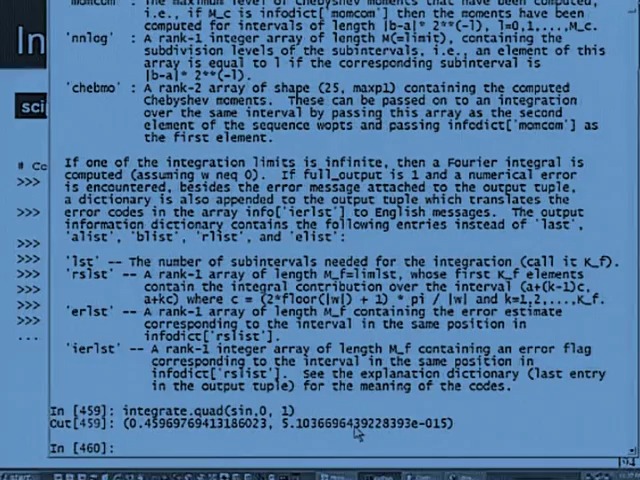 'momcom' : The maximum level of Chebyshev moments that have been computed,
i.e., if M_c is infodict['momcom'] then the moments have been
computed for intervals of length |b-a|* 2**(-l), l=0,1,...,M_c.
'nnlog' : A rank-1 integer array of length M(=limit), containing the
subdivision levels of the subintervals, i.e., an element of this
array is equal to l if the corresponding subinterval is
|b-a|* 2**(-l).
'chebmo' : A rank-2 array of shape (25, maxp1) containing the computed
Chebyshev moments.  These can be passed on to an integration
over the same interval by passing this array as the second
element of the sequence wopts and passing infodict['momcom'] as
the first element.
In
sci
# Co
>>>
>>>
>>>
>>>
>>>
>>>
>>>
>>>
...
If one of the integration limits is infinite, then a Fourier integral is
computed (assuming w neq 0).  If full_output is 1 and a numerical error
is encountered, besides the error message attached to the output tuple,
a dictionary is also appended to the output tuple which translates the
error codes in the array info['ierlst'] to English messages.  The output
information dictionary contains the following entries instead of 'last',
'alist', 'blist', 'rlist', and 'elist':
'lst' -- The number of subintervals needed for the integration (call it K_f).
'rslst' -- A rank-1 array of length M_f=limlst, whose first K_f elements
contain the integral contribution over the interval (a+(k-1)c,
a+kc) where c = (2*floor(|w|) + 1) * pi / |w| and k=1,2,...,K_f.
'erlst' -- A rank-1 array of length M_f containing the error estimate
corresponding to the interval in the same position in
infodict['rslist'].
'ierlst' -- A rank-1 integer array of length M_f containing an error flag
corresponding to the interval in the same position in
infodict['rslist'].  See the explanation dictionary (last entry
in the output tuple) for the meaning of the codes.
In [459]: integrate.quad(sin,0, 1)
Out[459]: (0.45969769413186023, 5.1036696439228393e-015)
In [460]: